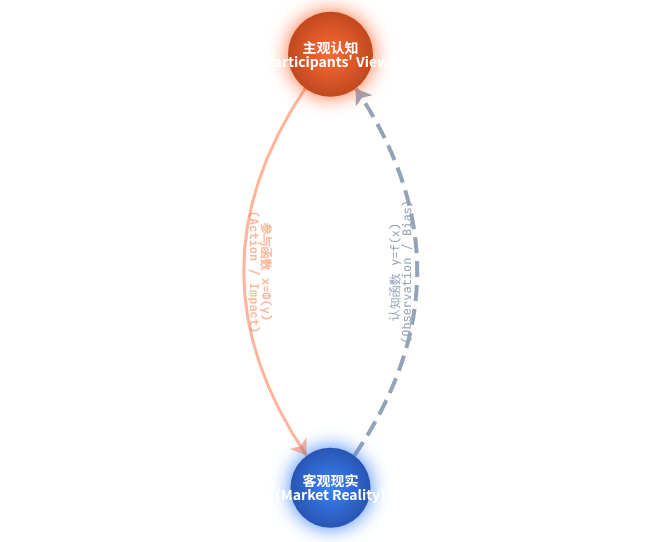 主观认知
(Participants' View)
参与函数 x=Φ(y)
(Action / Impact)
认知函数 y=f(x)
(Observation / Bias)
客观现实
(Market Reality)